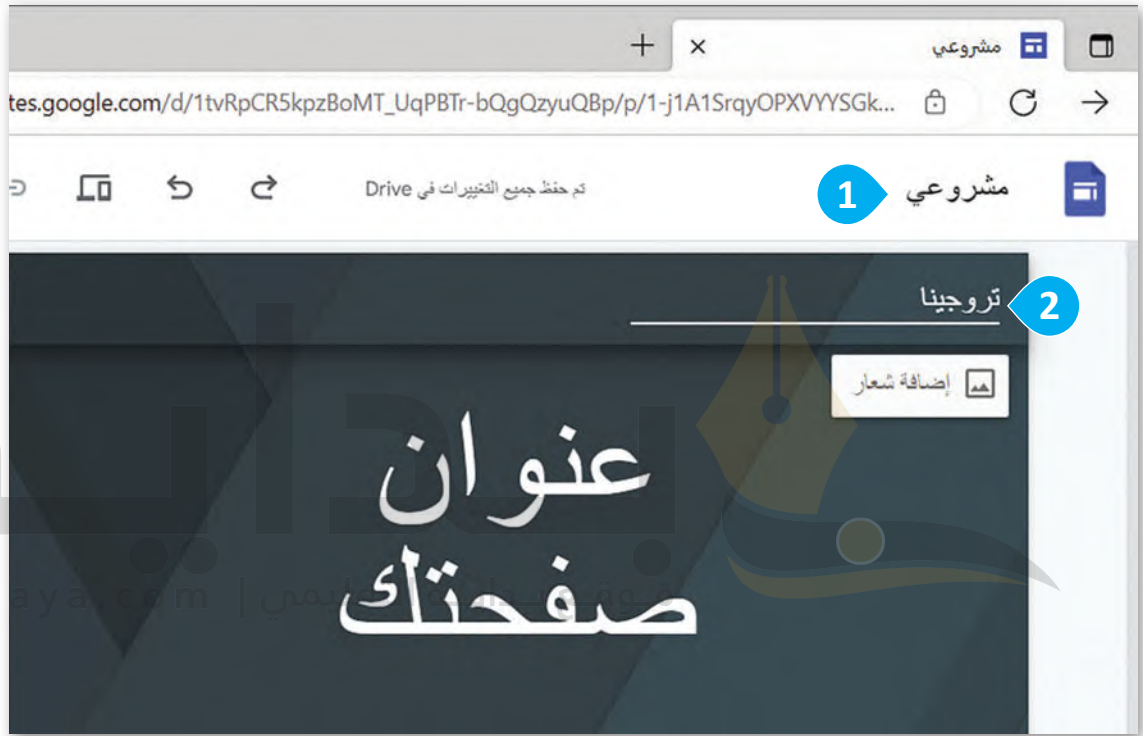 مشروعي
tes.google.com/d/1tvRpCR5kpzBoMT_UqPBTr-bQgQzyuQBp/p/1-j1A1SrqyOPXVYYSGk...
مشروعي
1
تم حفظ جميع التغييرات في Drive
تروجينا
2
إضافة شعار
عنوان
صفحتك